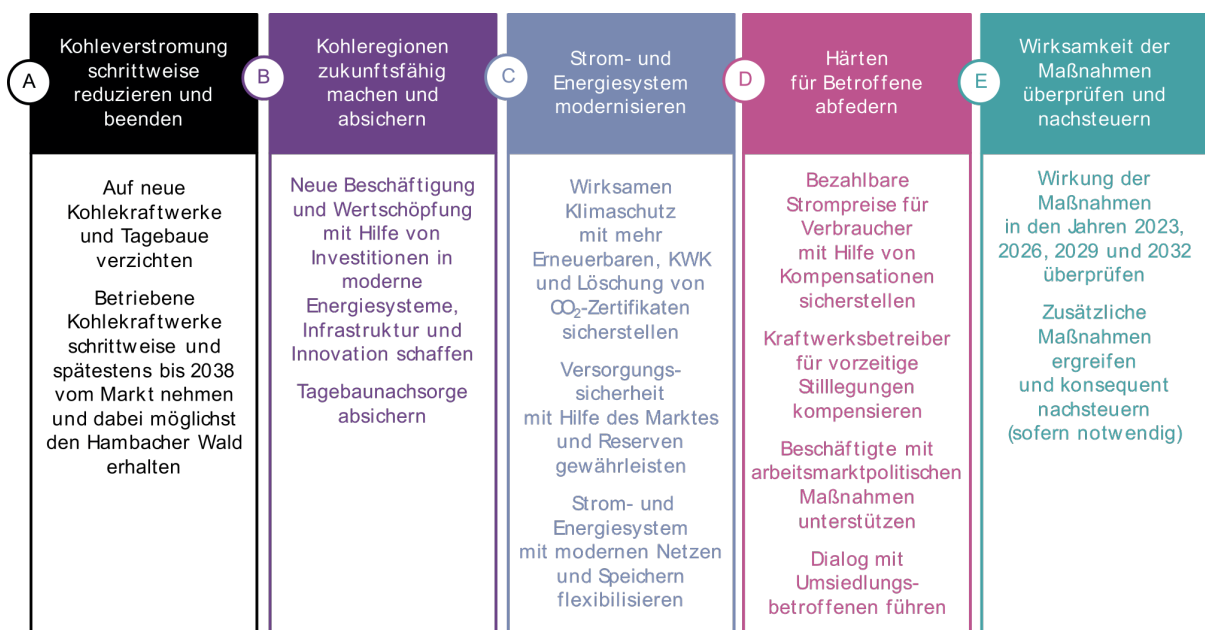 A
Kohleverstromung
schrittweise
reduzieren und
beenden
Auf neue
Kohlekraftwerke
und Tagebaue
verzichten
Betriebene
Kohlekraftwerke
schrittweise und
spätestens bis 2038
vom Markt nehmen
und dabei möglichst
den Hambacher Wald
erhalten
B
Kohleregionen
zukunftsfähig
machen und
absichern
Neue Beschäftigung
und Wertschöpfung
mit Hilfe von
Investitionen in
moderne
Energiesysteme,
Infrastruktur und
Innovation schaffen
Tagebaunachsorge
absichern
C
Strom- und
Energiesystem
modernisieren
Wirksamen
Klimaschutz
mit mehr
Erneuerbaren, KWK
und Löschung von
CO₂-Zertifikaten
sicherstellen
Versorgungs-
sicherheit
mit Hilfe des Marktes
und Reserven
gewährleisten
Strom- und
Energiesystem
mit modernen Netzen
und Speichern
flexibilisieren
D
Härten
für Betroffene
abfedern
Bezahlbare
Strompreise für
Verbraucher
mit Hilfe von
Kompensationen
sicherstellen
Kraftwerksbetreiber
für vorzeitige
Stilllegungen
kompensieren
Beschäftigte mit
arbeitsmarktpolitischen
Maßnahmen
unterstützen
Dialog mit
Umsiedlungs-
betroffenen führen
E
Wirksamkeit der
Maßnahmen
überprüfen und
nachsteuern
Wirkung der
Maßnahmen
in den Jahren 2023,
2026, 2029 und 2032
überprüfen
Zusätzliche
Maßnahmen
ergreifen
und konsequent
nachsteuern
(sofern notwendig)